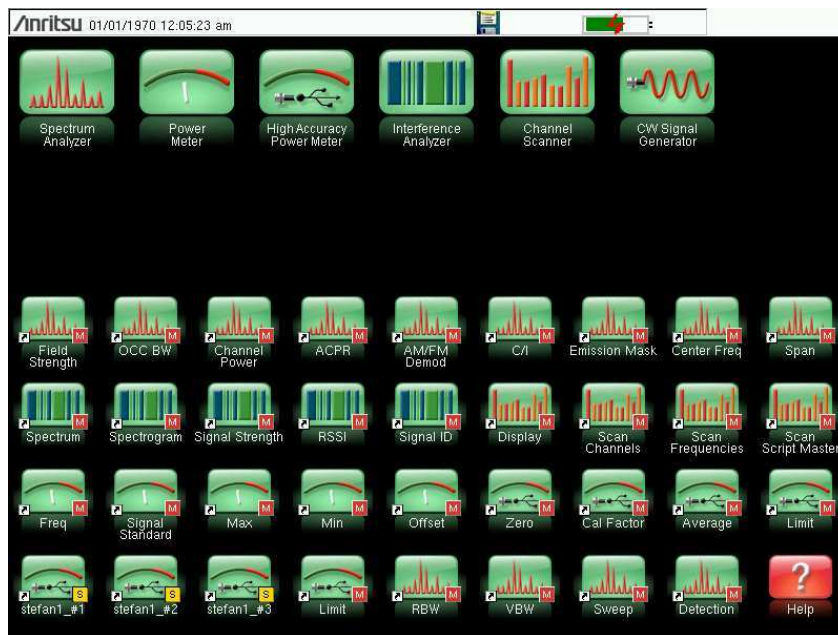 Anritsu 01/01/1970 12:05:23 am
Spectrum Analyzer
Power Meter
High Accuracy Power Meter
Interference Analyzer
Channel Scanner
CW Signal Generator
M M M M M M M M M
Field Strength
OCC BW
Channel Power
ACPR
AM/FM Demod
C/I
Emission Mask
Center Freq
Span
M M M M M M M M M
Spectrum
Spectrogram
Signal Strength
RSSI
Signal ID
Display
Scan Channels
Scan Frequencies
Scan Script Master
M M M M M M M M M
Freq
Signal Standard
Max
Min
Offset
Zero
Cal Factor
Average
Limit
S S S M M M M M ?
stefan1_#1
stefan1_#2
stefan1_#3
Limit
RBW
VBW
Sweep
Detection
Help